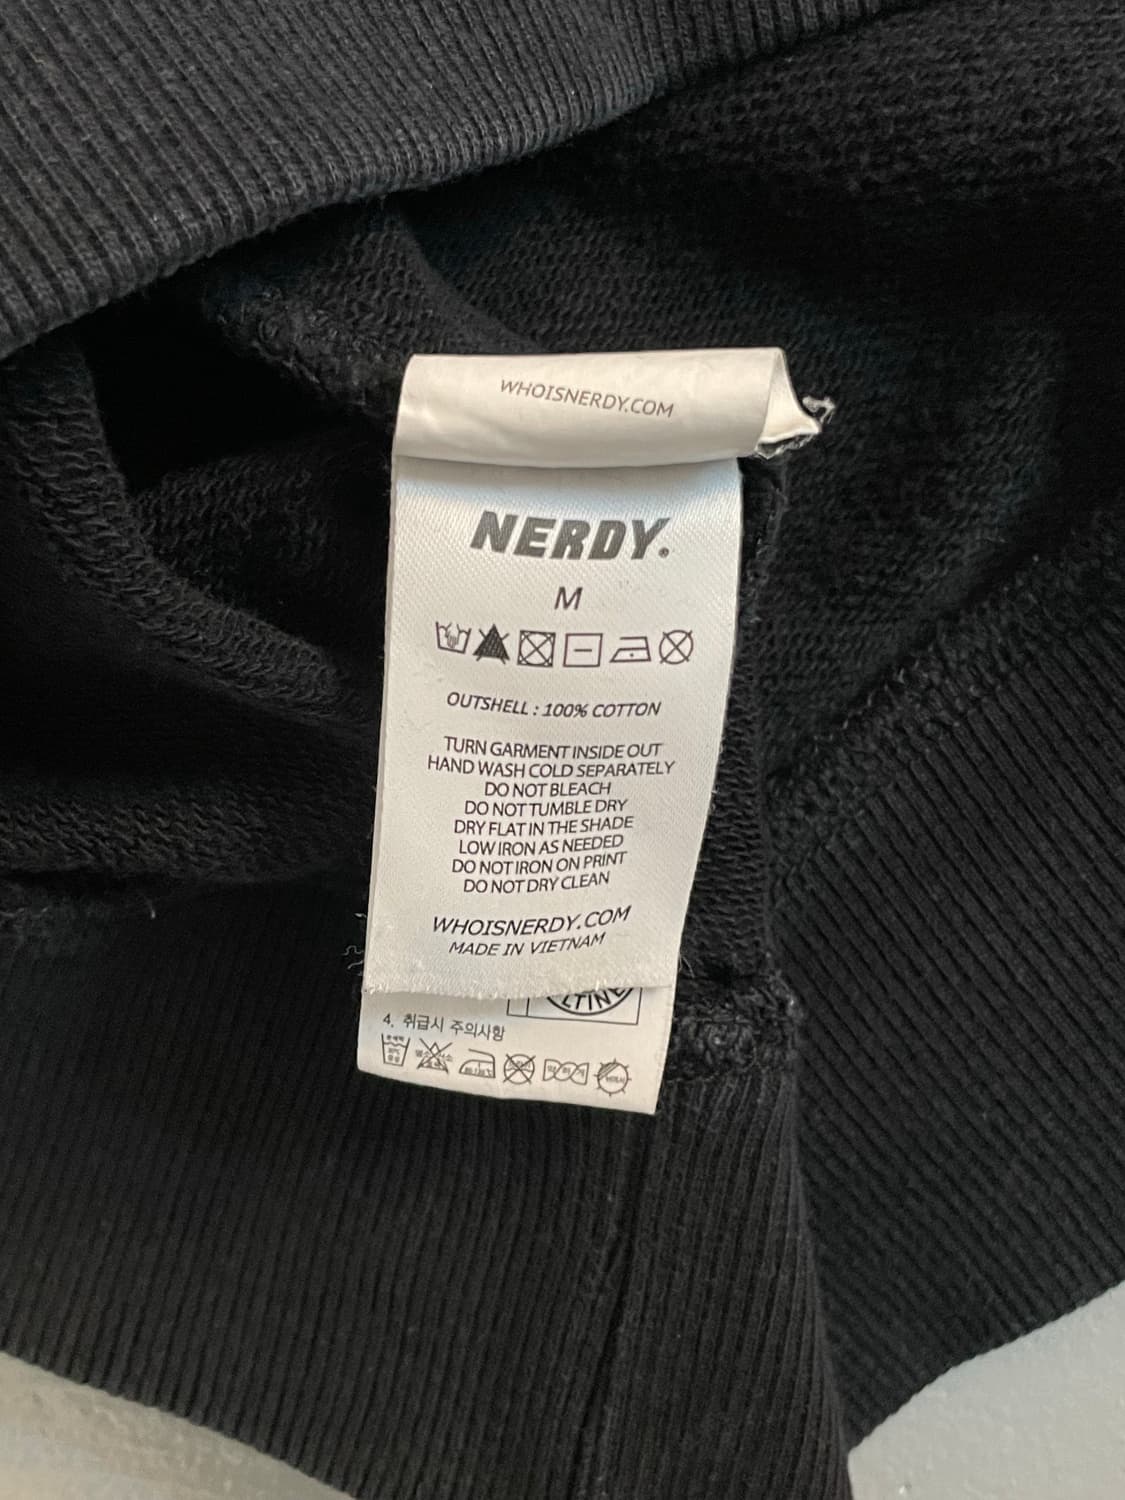 WHOISNERDY.COM
NERDY.
M
OUTSHELL : 100% COTTON
TURN GARMENT INSIDE OUT
HAND WASH COLD SEPARATELY
DO NOT BLEACH
DO NOT TUMBLE DRY
DRY FLAT IN THE SHADE
LOW IRON AS NEEDED
DO NOT IRON ON PRINT
DO NOT DRY CLEAN
WHOISNERDY.COM
MADE IN VIETNAM
LTINE
4. 취급시 주의사항